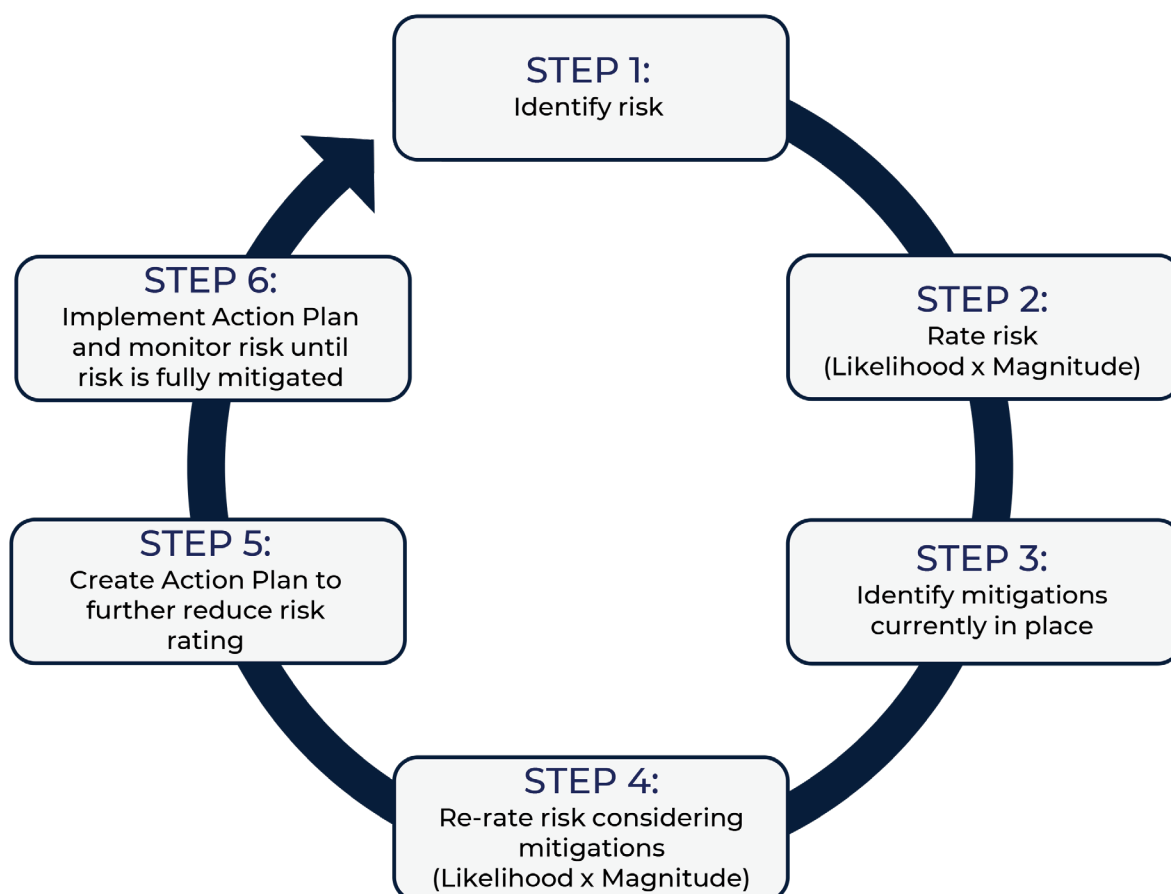 STEP 1:
Identify risk
STEP 2:
Rate risk
(Likelihood x Magnitude)
STEP 3:
Identify mitigations
currently in place
STEP 4:
Re-rate risk considering
mitigations
(Likelihood x Magnitude)
STEP 5:
Create Action Plan to
further reduce risk
rating
STEP 6:
Implement Action Plan
and monitor risk until
risk is fully mitigated